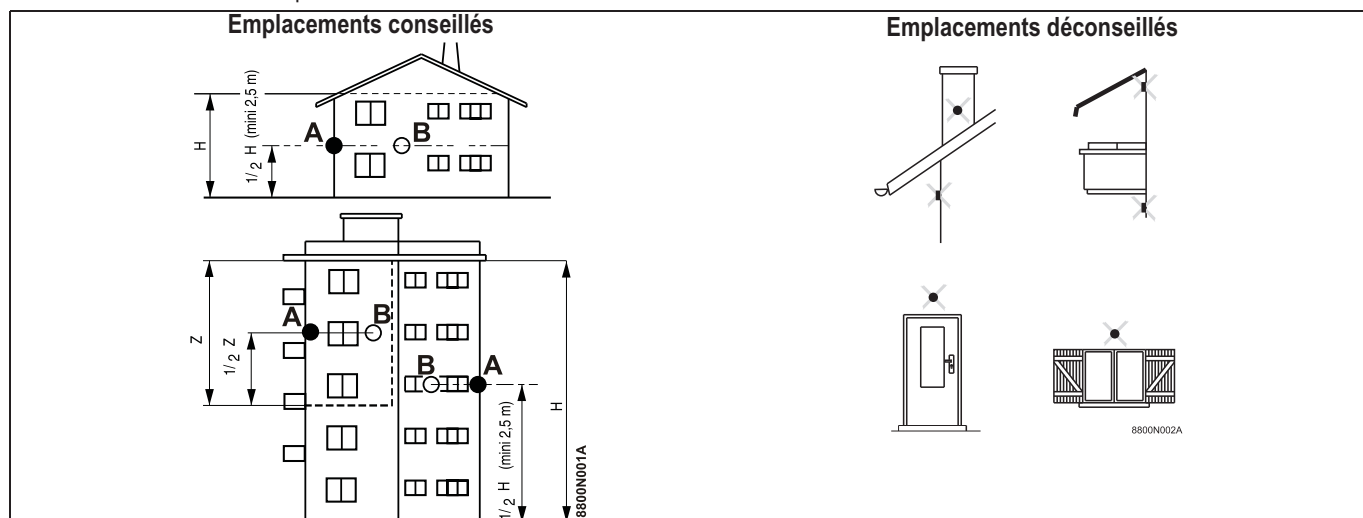 Emplacements conseillés
H
1/2 H (mini 2,5 m)
A
B
Z
1/2 Z
A
B
B
A
1/2 H (mini 2,5 m)
H
8800N001A
Emplacements déconseillés
8800N002A